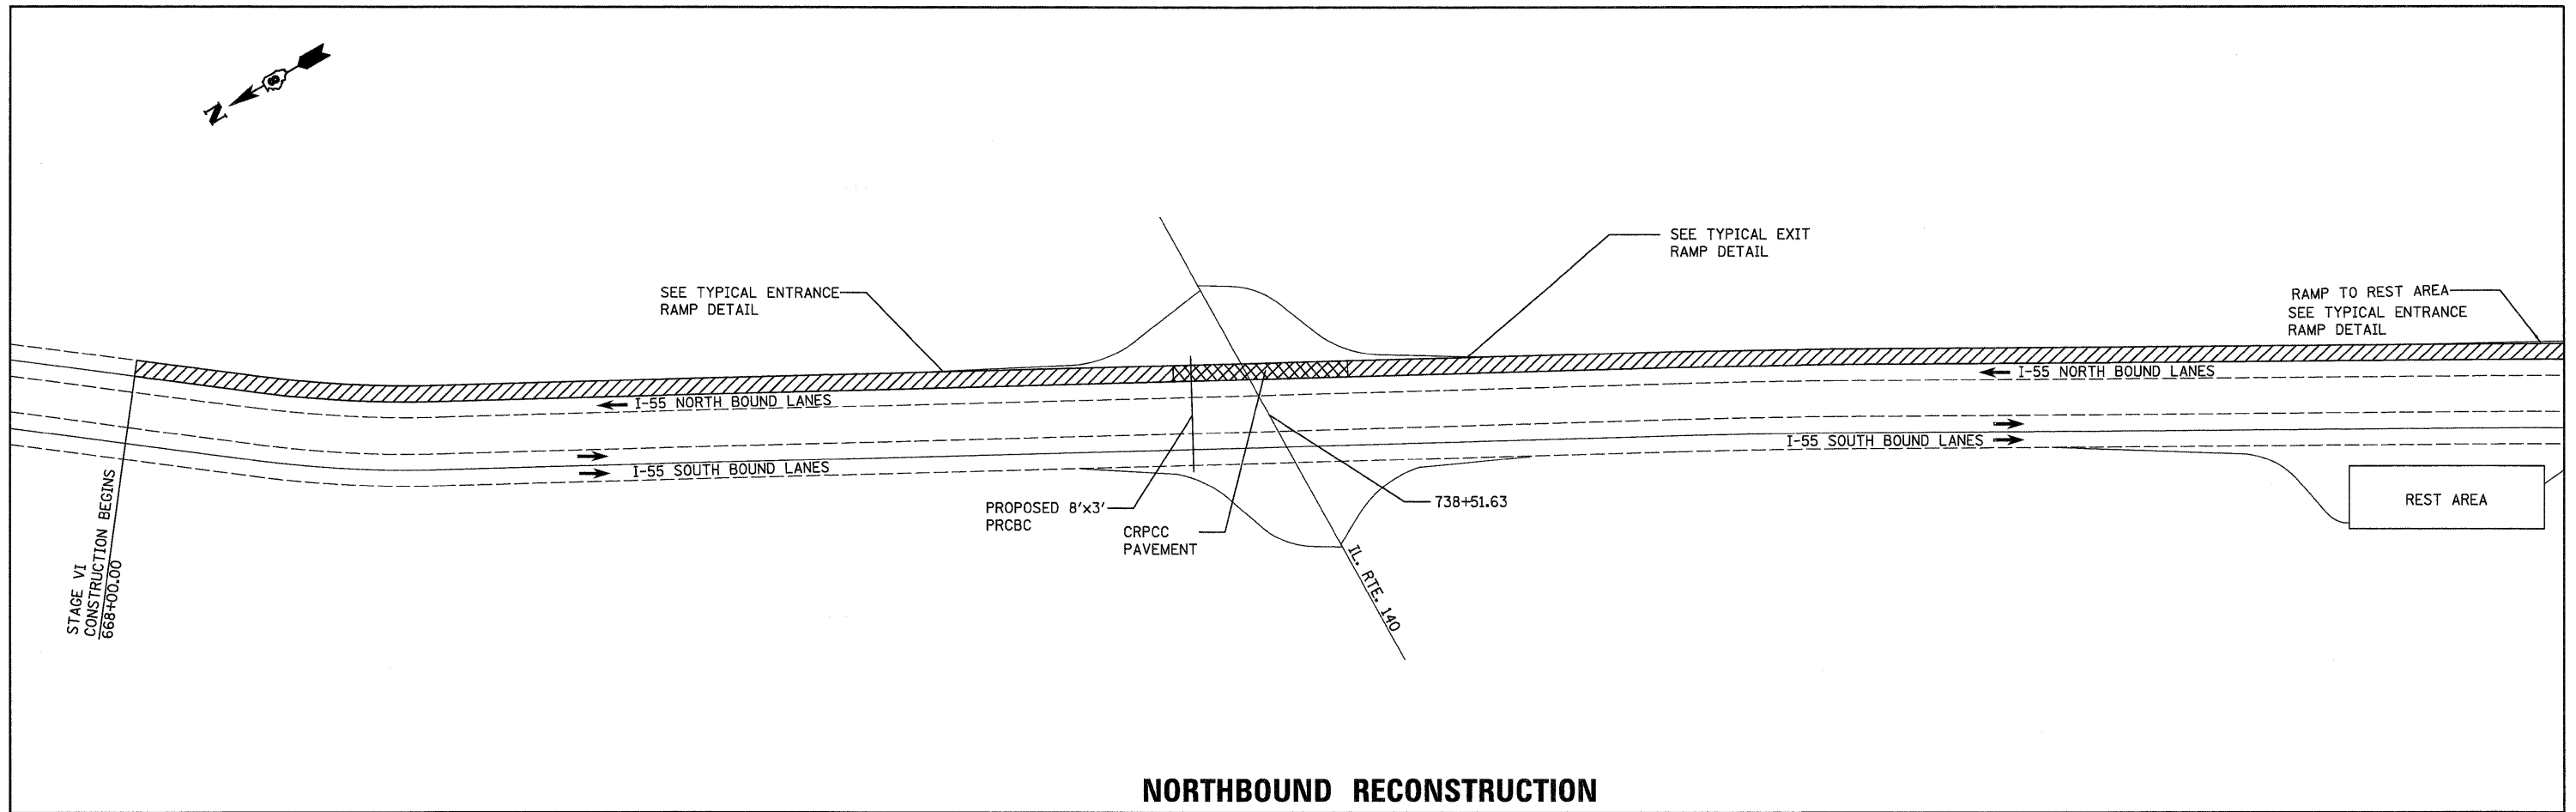 8
N
SEE TYPICAL EXIT
RAMP DETAIL
SEE TYPICAL ENTRANCE
RAMP DETAIL
RAMP TO REST AREA
SEE TYPICAL ENTRANCE
RAMP DETAIL
I-55 NORTH BOUND LANES
I-55 NORTH BOUND LANES
I-55 SOUTH BOUND LANES
I-55 SOUTH BOUND LANES
STAGE VI
CONSTRUCTION BEGINS
668+00.00
PROPOSED 8'x3'
PRCBC
CRPCC
PAVEMENT
738+51.63
IL. RTE. 140
REST AREA
NORTHBOUND RECONSTRUCTION